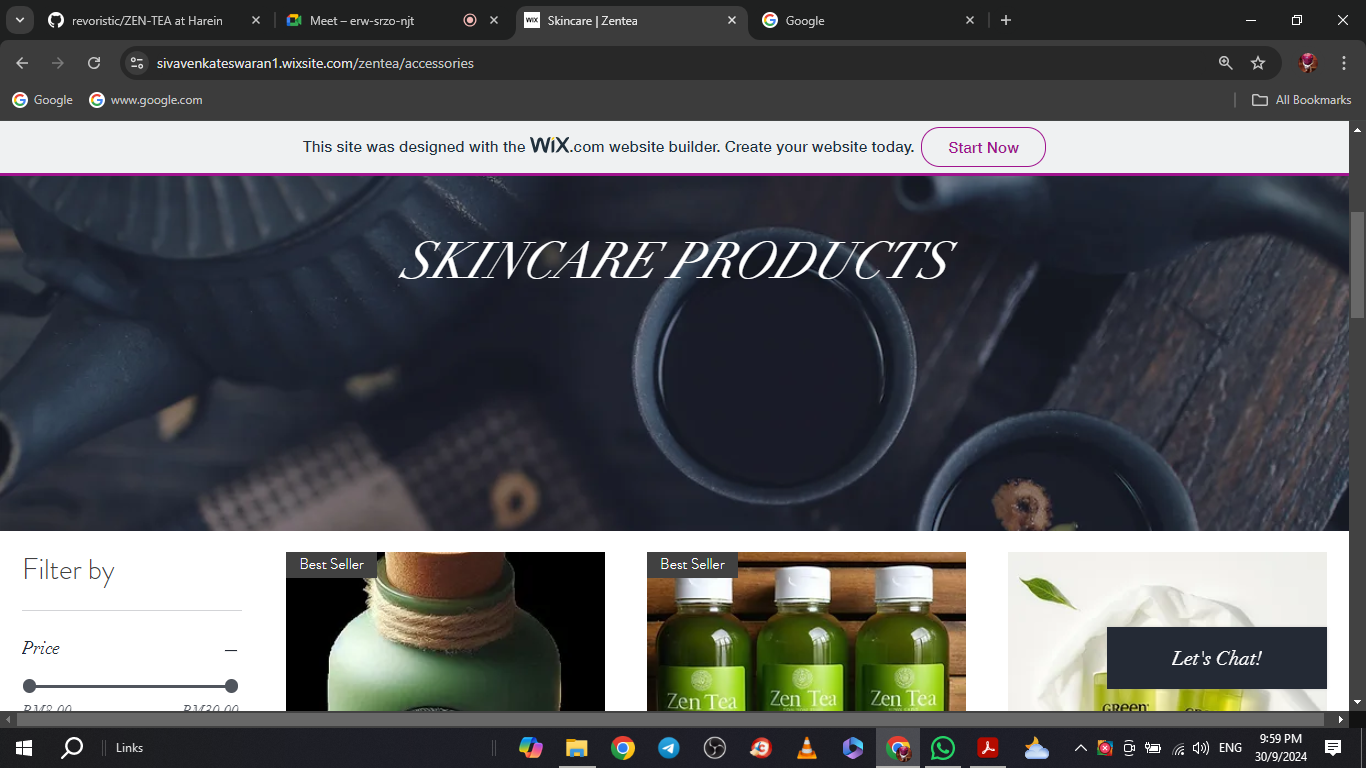 revoristic/ZEN-TEA at Harein
Meet – erw-srzo-njt
WIX
Skincare | Zentea
Google
sivavenkateswaran1.wixsite.com/zentea/accessories
Google
www.google.com
All Bookmarks
This site was designed with the WiX.com website builder. Create your website today.
Start Now
SKINCARE PRODUCTS
Filter by
Best Seller
Best Seller
Price
Let's Chat!
Zen Tea
Zen Tea
Zen Tea
GREEN
RM8.00
RM30.00
Links
ENG
9:59 PM
30/9/2024